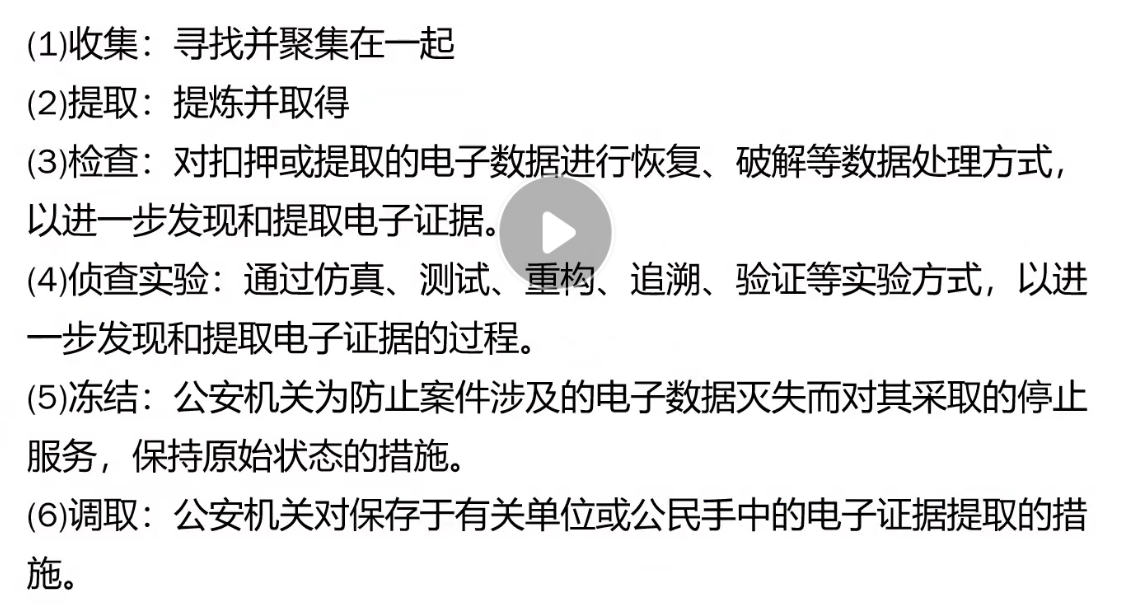 (1)收集：寻找并聚集在一起
(2)提取：提炼并取得
(3)检查：对扣押或提取的电子数据进行恢复、破解等数据处理方式，
以进一步发现和提取电子证据。
(4)侦查实验：通过仿真、测试、重构、追溯、验证等实验方式，以进
一步发现和提取电子证据的过程。
(5)冻结：公安机关为防止案件涉及的电子数据灭失而对其采取的停止
服务，保持原始状态的措施。
(6)调取：公安机关对保存于有关单位或公民手中的电子证据提取的措
施。